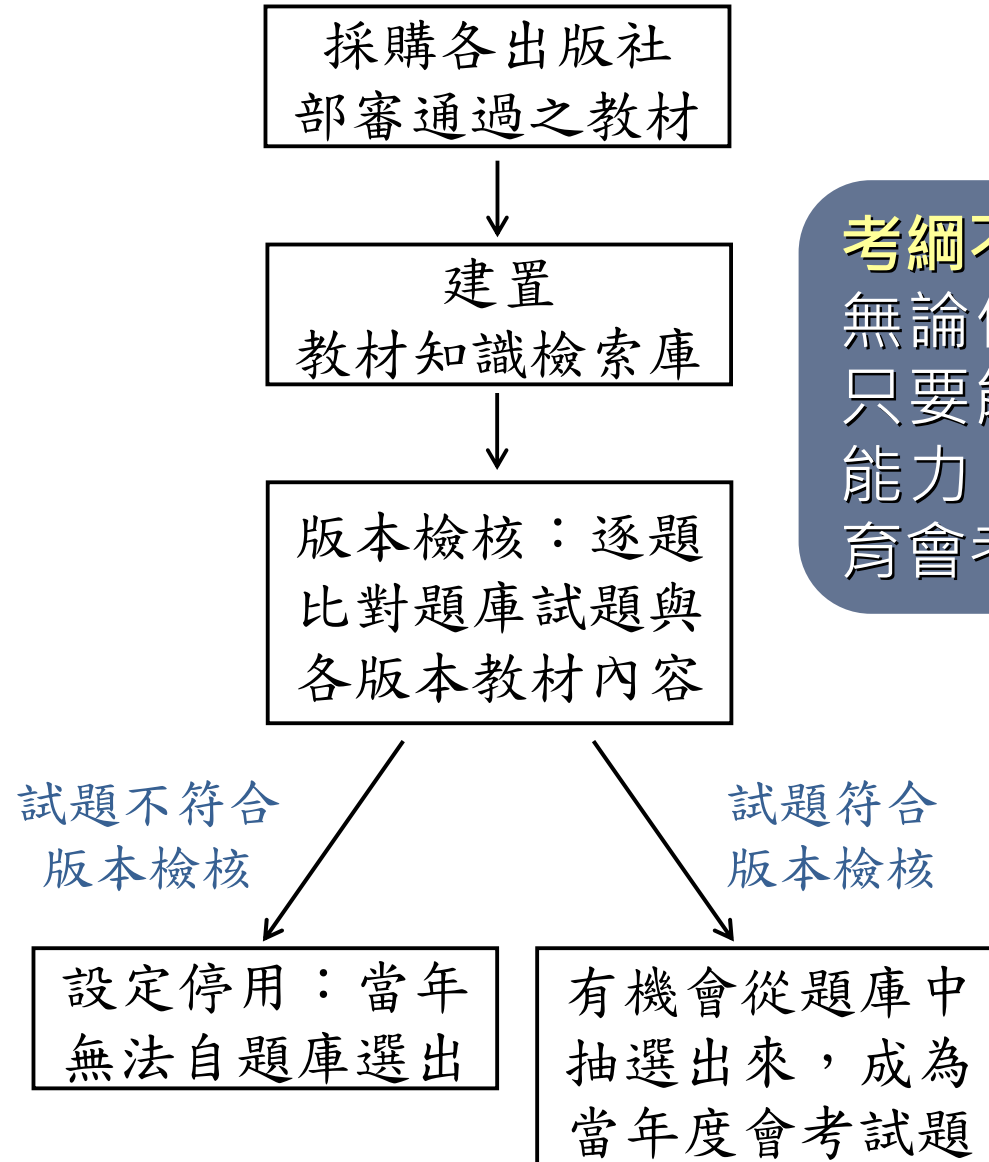 採購各出版社
部審通過之教材
建置
教材知識檢索庫
版本檢核：逐題
比對題庫試題與
各版本教材內容
考綱
無論
只要
能力
育會
試題不符合
版本檢核
試題符合
版本檢核
設定停用：當年
無法自題庫選出
有機會從題庫中
抽選出來，成為
當年度會考試題